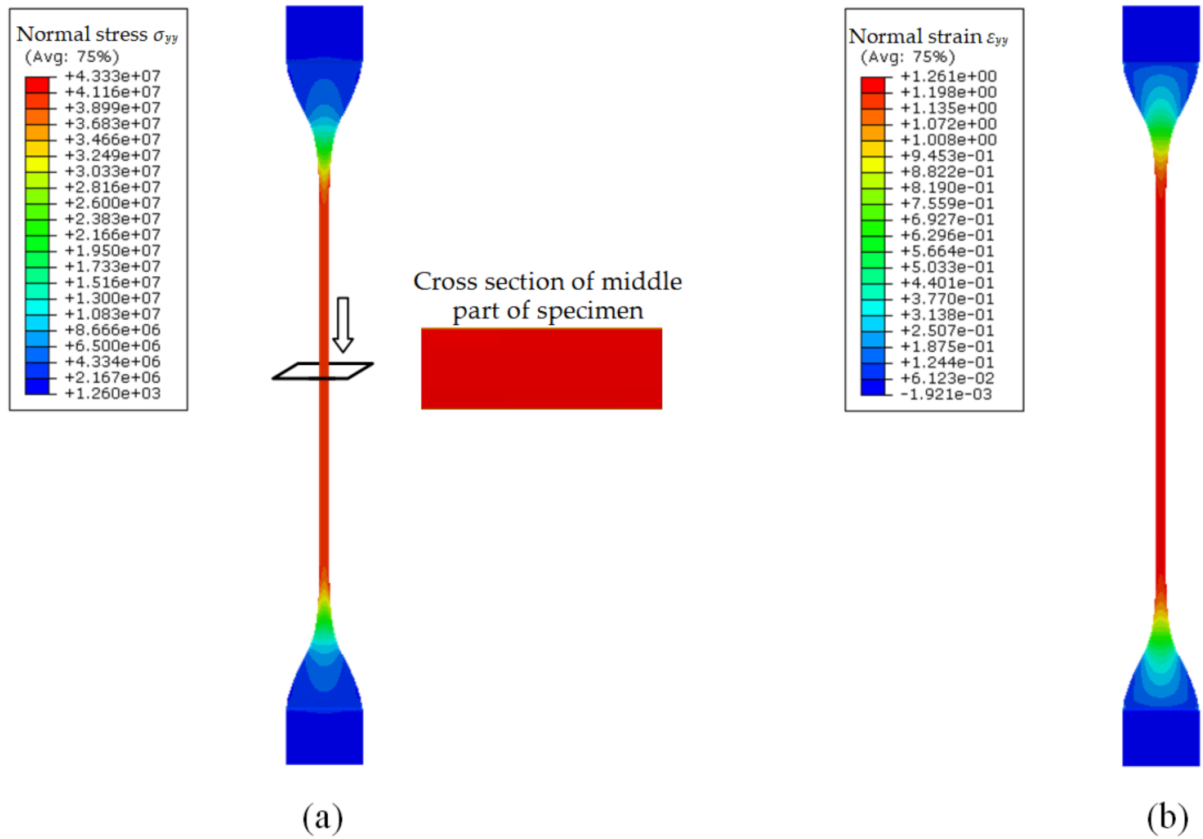 Normal stress σyy
(Avg: 75%)
+4.333e+07
+4.116e+07
+3.899e+07
+3.683e+07
+3.466e+07
+3.249e+07
+3.033e+07
+2.816e+07
+2.600e+07
+2.383e+07
+2.166e+07
+1.950e+07
+1.733e+07
+1.516e+07
+1.300e+07
+1.083e+07
+8.666e+06
+6.500e+06
+4.334e+06
+2.167e+06
+1.260e+03
Cross section of middle
part of specimen
(a)
Normal strain εyy
(Avg: 75%)
+1.261e+00
+1.198e+00
+1.135e+00
+1.072e+00
+1.008e+00
+9.453e-01
+8.822e-01
+8.190e-01
+7.559e-01
+6.927e-01
+6.296e-01
+5.664e-01
+5.033e-01
+4.401e-01
+3.770e-01
+3.138e-01
+2.507e-01
+1.875e-01
+1.244e-01
+6.123e-02
-1.921e-03
(b)